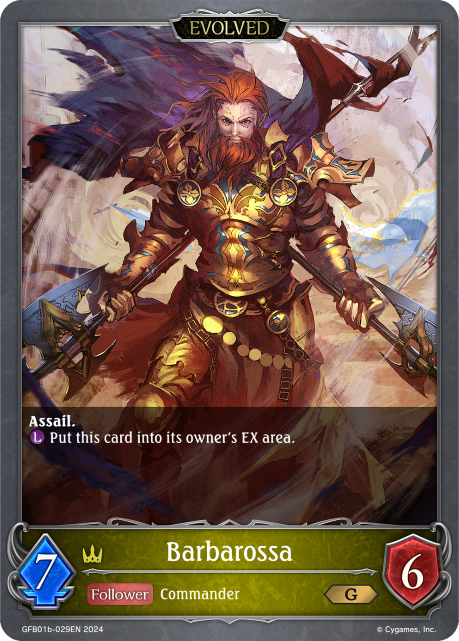 EVOLVED
Assail.
L Put this card into its owner's EX area.
Barbarossa
7
6
Follower Commander
G
GFB01b-029EN 2024
© Cygames, Inc.